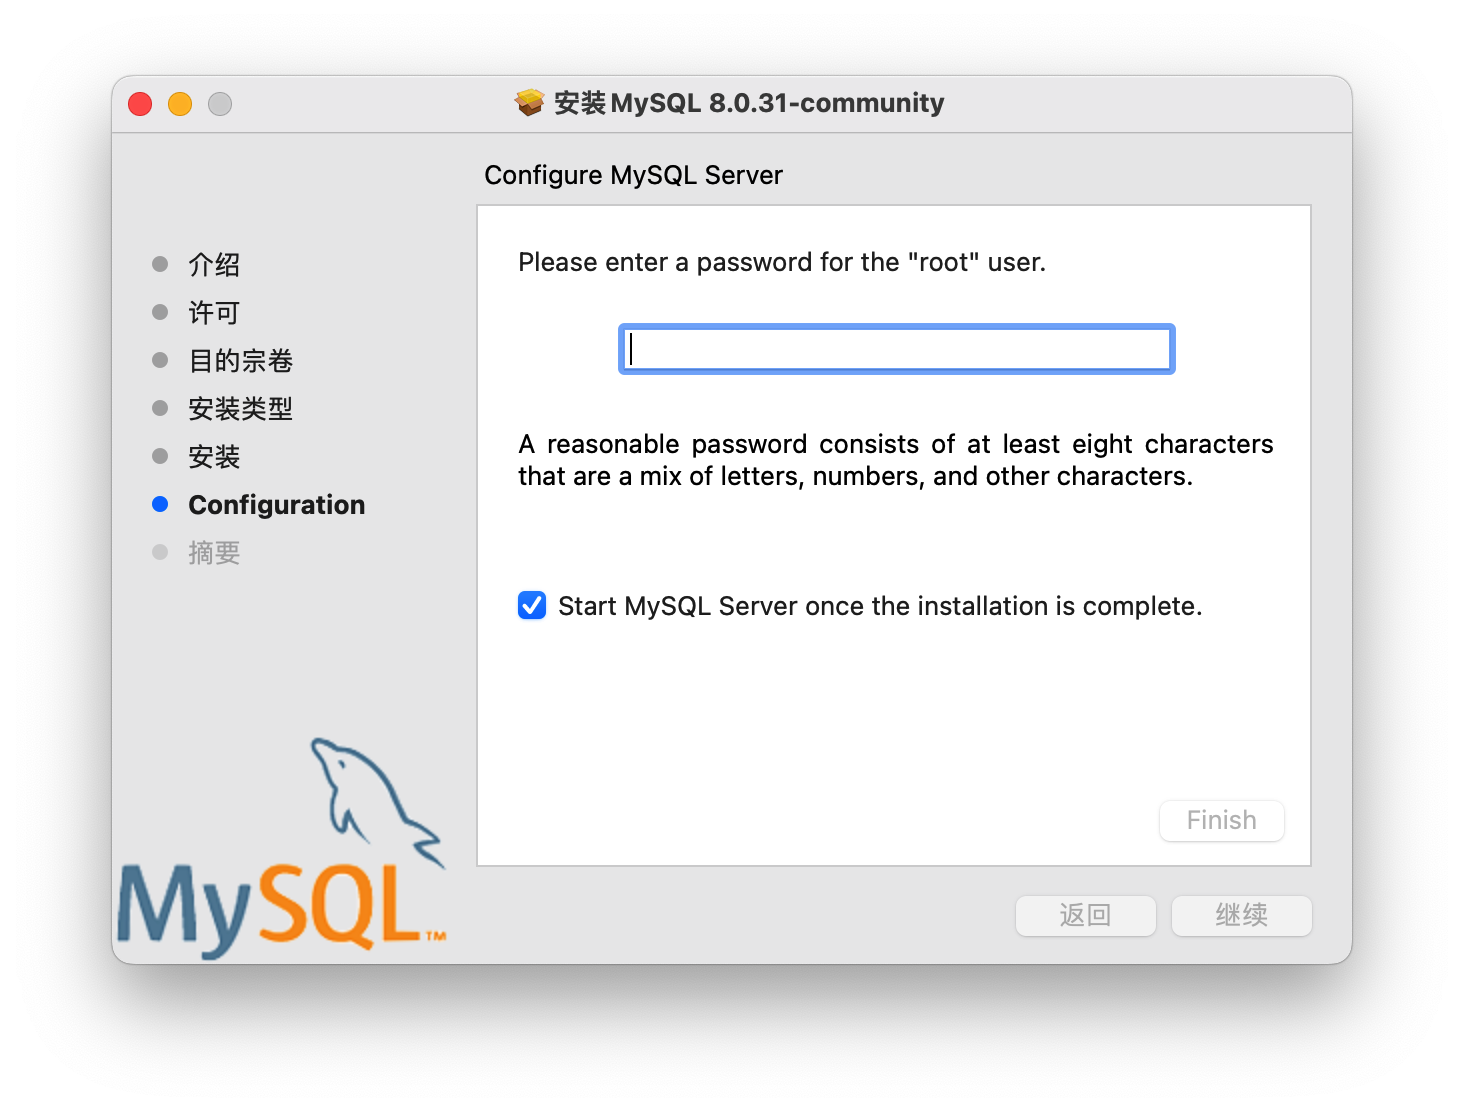 安装 MySQL 8.0.31-community
Configure MySQL Server
介绍
许可
目的宗卷
安装类型
安装
Configuration
摘要
Please enter a password for the "root" user.
A reasonable password consists of at least eight characters
that are a mix of letters, numbers, and other characters.
Start MySQL Server once the installation is complete.
Finish
MySQL™
返回
继续